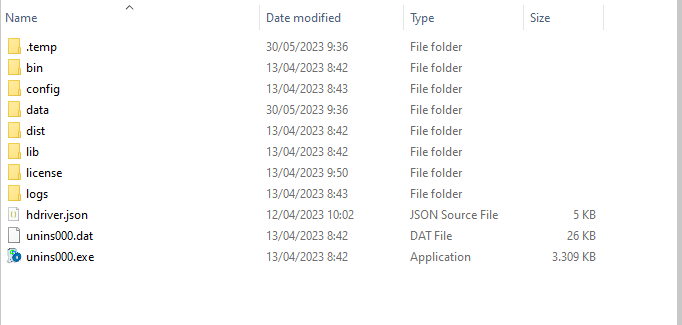 Name Date modified Type Size
.temp 30/05/2023 9:36 File folder
bin 13/04/2023 8:42 File folder
config 13/04/2023 8:43 File folder
data 30/05/2023 9:36 File folder
dist 13/04/2023 8:42 File folder
lib 13/04/2023 8:42 File folder
license 13/04/2023 9:50 File folder
logs 13/04/2023 8:43 File folder
hdriver.json 12/04/2023 10:02 JSON Source File 5 KB
unins000.dat 13/04/2023 8:42 DAT File 26 KB
unins000.exe 13/04/2023 8:42 Application 3.309 KB